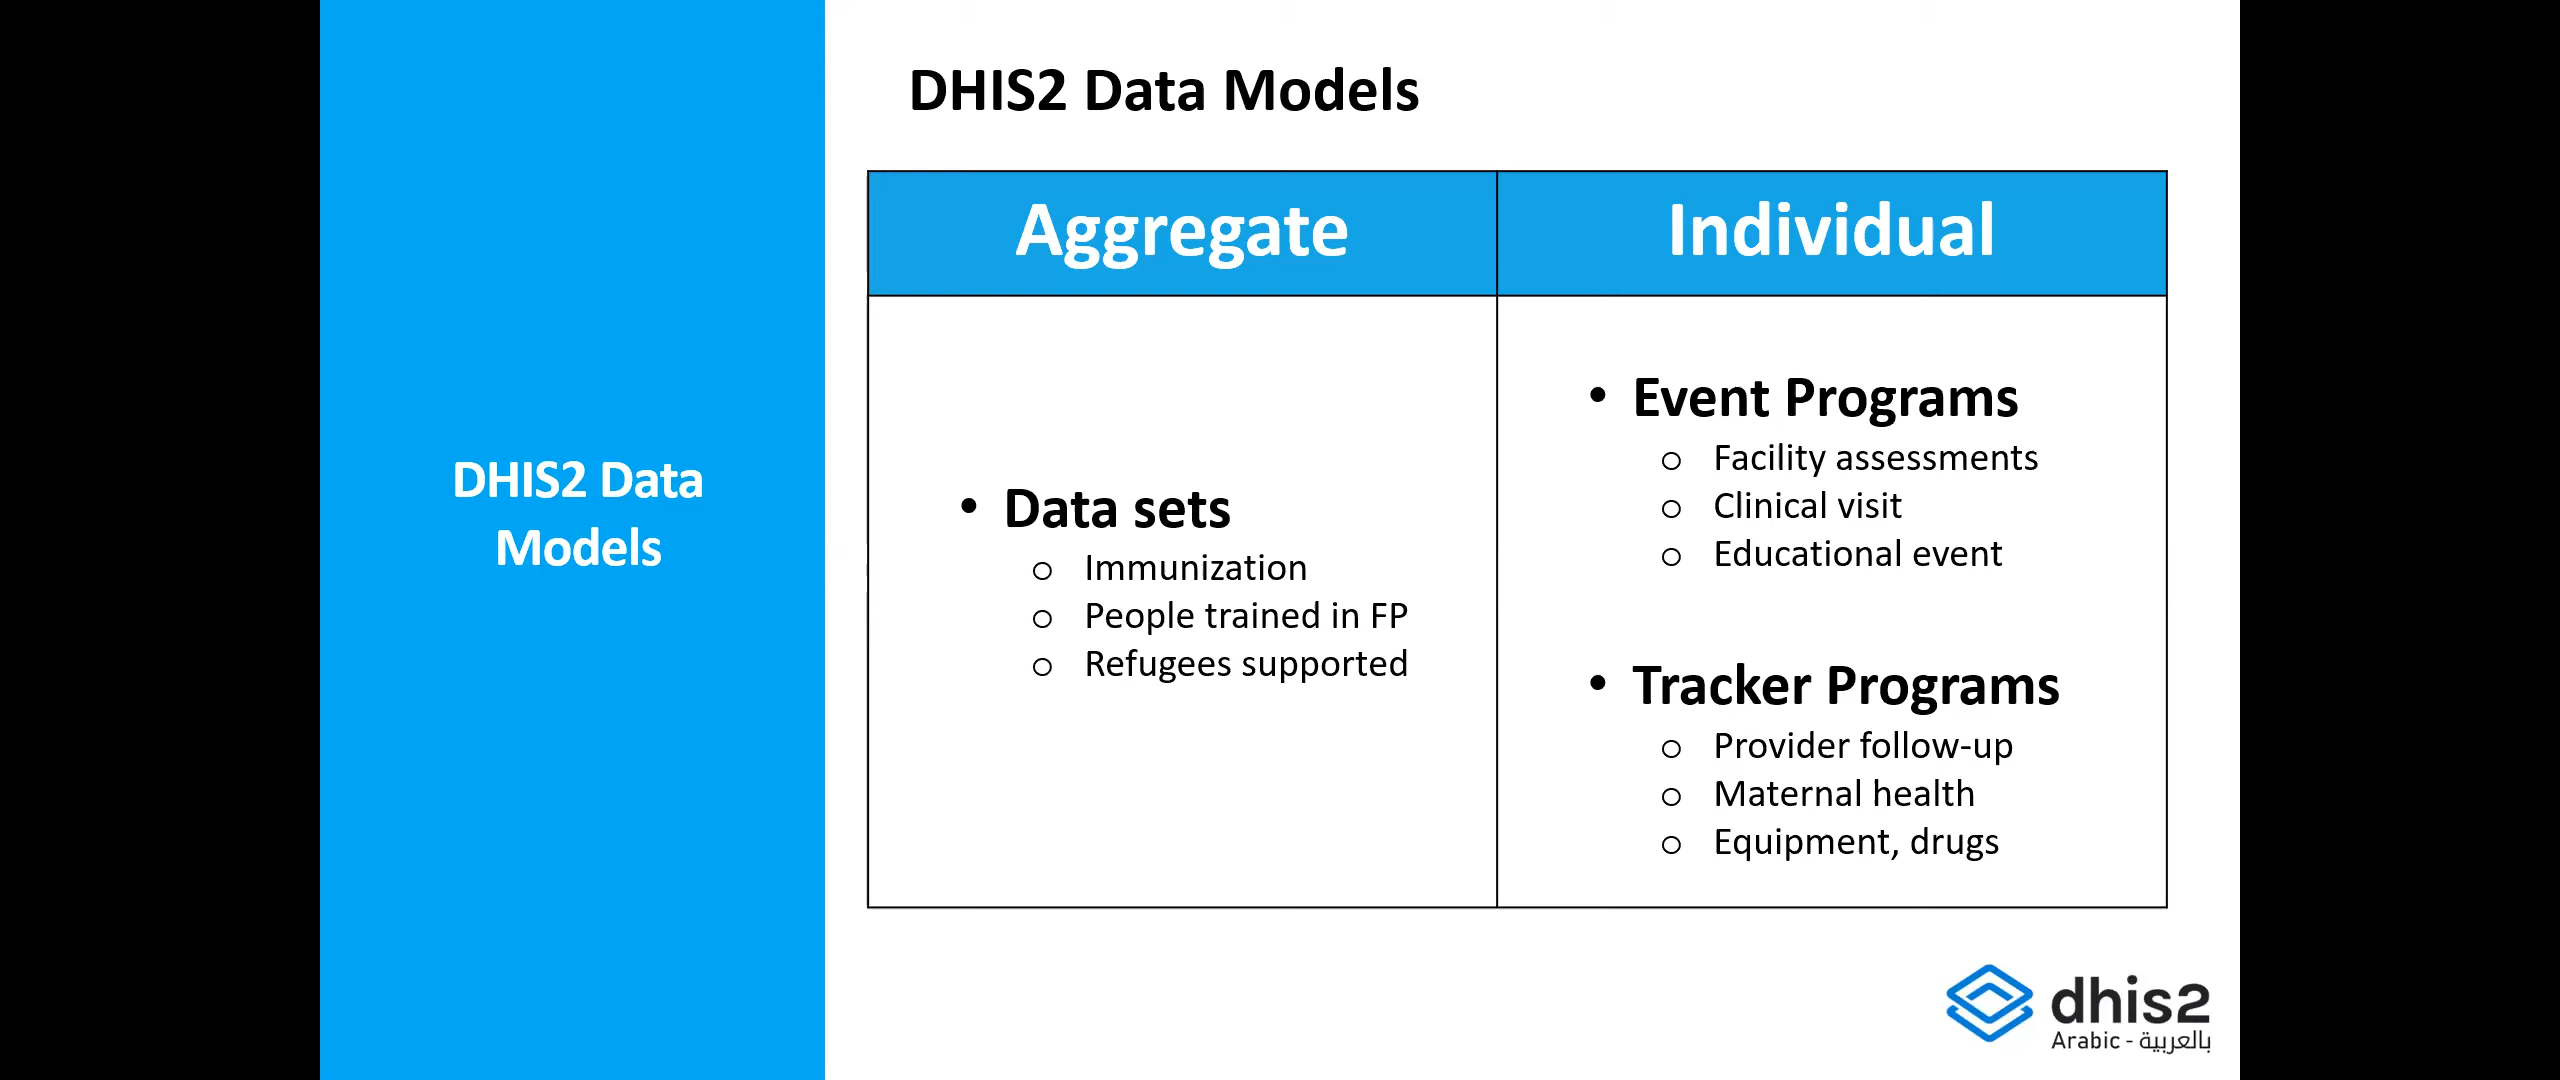 DHIS2 Data
Models
DHIS2 Data Models
Aggregate
Individual
• Data sets
o Immunization
o People trained in FP
o Refugees supported
• Event Programs
o Facility assessments
o Clinical visit
o Educational event
• Tracker Programs
o Provider follow-up
o Maternal health
o Equipment, drugs
dhis2
Arabic - بالعربية